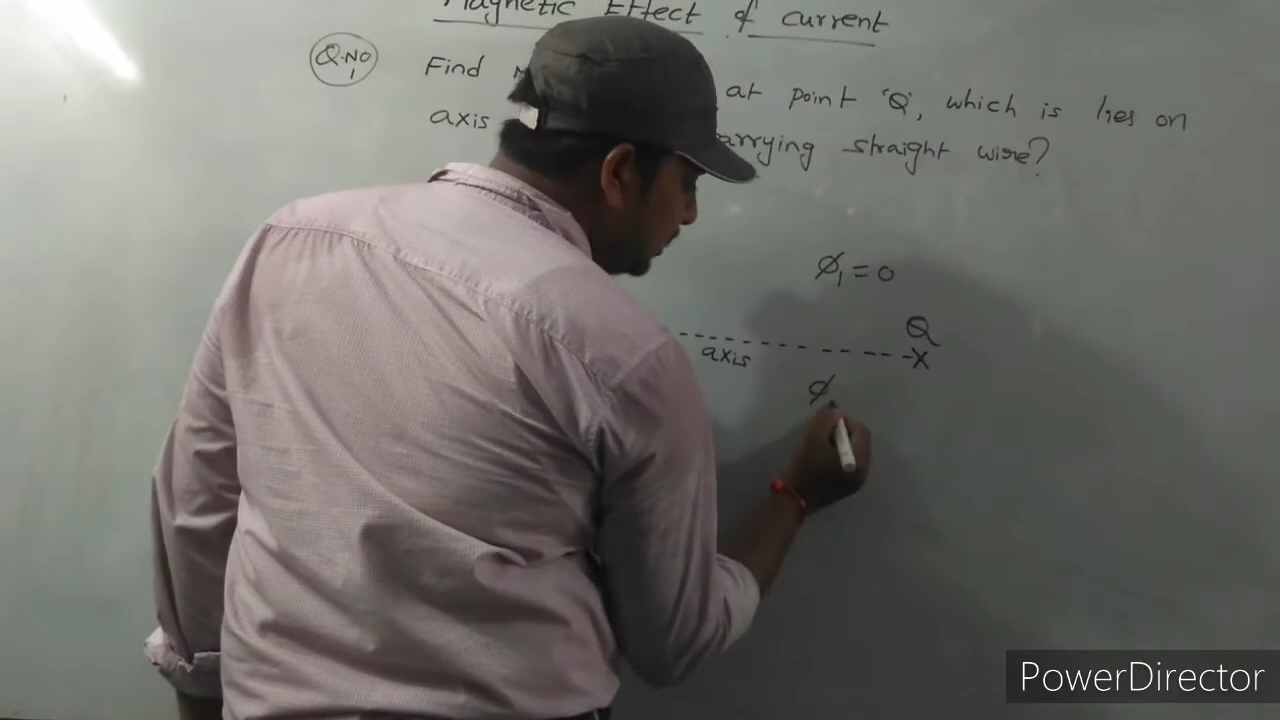 Magnetic Effect of current
Q.NO 1
Find at point 'Q', which is lies on
axis arrying straight wire?
ϕ₁ = 0
Q
axis
X
ϕ
PowerDirector